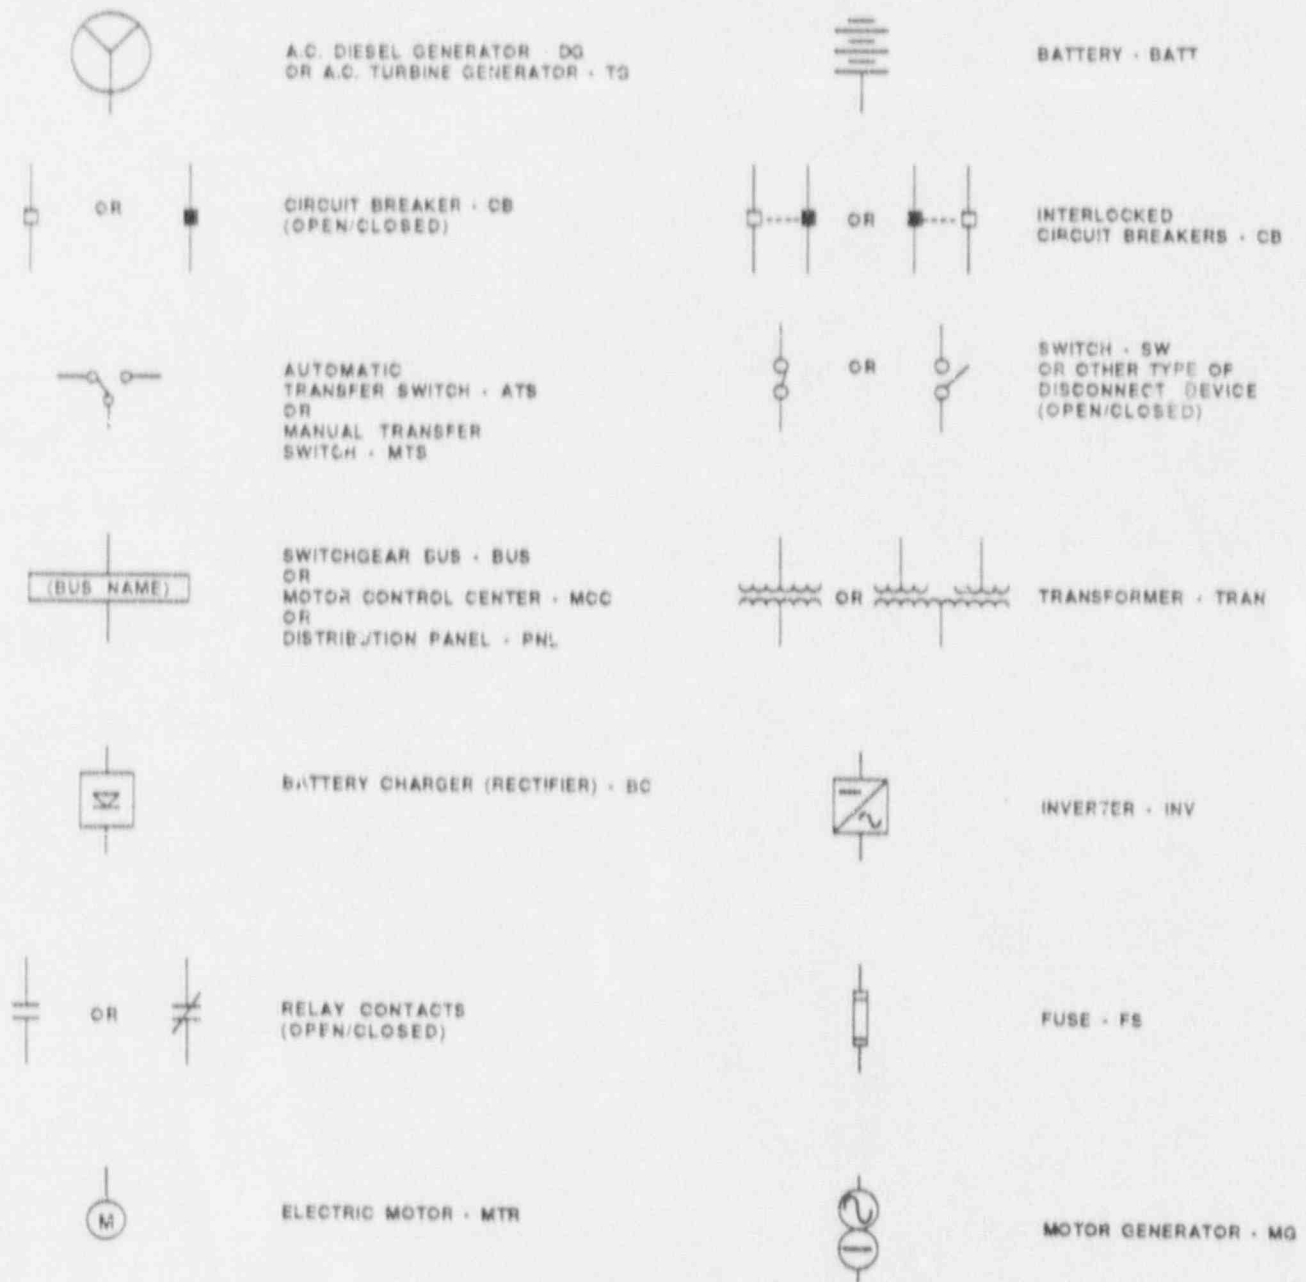 A.C. DIESEL GENERATOR - DG
OR A.C. TURBINE GENERATOR - TG
BATTERY - BATT
OR
CIRCUIT BREAKER - CB
(OPEN/CLOSED)
OR
INTERLOCKED
CIRCUIT BREAKERS - CB
AUTOMATIC
TRANSFER SWITCH - ATS
OR
MANUAL TRANSFER
SWITCH - MTS
OR
SWITCH - SW
OR OTHER TYPE OF
DISCONNECT DEVICE
(OPEN/CLOSED)
(BUS NAME)
SWITCHGEAR BUS - BUS
OR
MOTOR CONTROL CENTER - MCC
OR
DISTRIBUTION PANEL - PNL
OR
TRANSFORMER - TRAN
BATTERY CHARGER (RECTIFIER) - BC
INVERTER - INV
OR
RELAY CONTACTS
(OPEN/CLOSED)
FUSE - FS
M
ELECTRIC MOTOR - MTR
MOTOR GENERATOR - MG